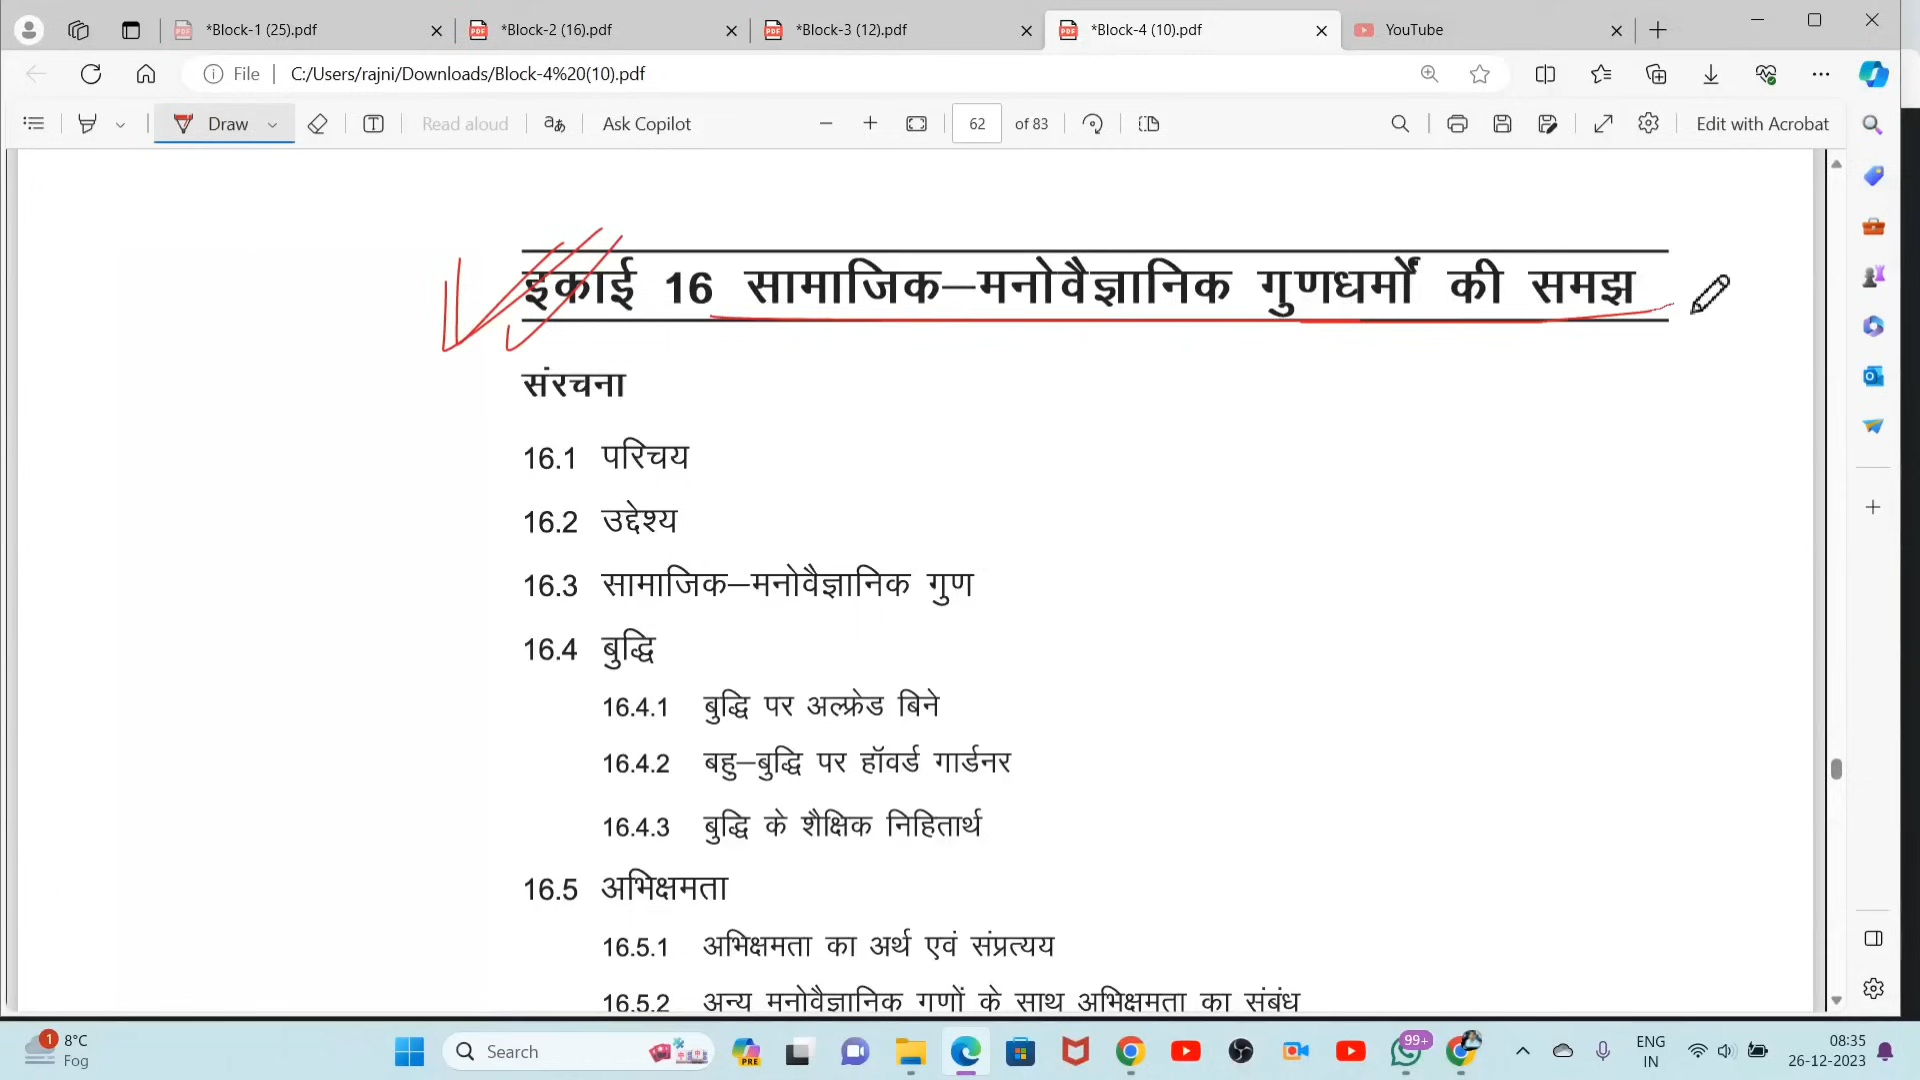 *Block-1 (25).pdf
*Block-2 (16).pdf
*Block-3 (12).pdf
*Block-4 (10).pdf
YouTube
File
C:/Users/rajni/Downloads/Block-4%20(10).pdf
Draw
Read aloud
Ask Copilot
62
of 83
Edit with Acrobat
इकाई 16 सामाजिक–मनोवैज्ञानिक गुणधर्मों की समझ
संरचना
16.1 परिचय
16.2 उद्देश्य
16.3 सामाजिक–मनोवैज्ञानिक गुण
16.4 बुद्धि
16.4.1 बुद्धि पर अल्फ्रेड बिने
16.4.2 बहु–बुद्धि पर हॉवर्ड गार्डनर
16.4.3 बुद्धि के शैक्षिक निहितार्थ
16.5 अभिक्षमता
16.5.1 अभिक्षमता का अर्थ एवं संप्रत्यय
16.5.2 अन्य मनोवैज्ञानिक गुणों के साथ अभिक्षमता का संबंध
1
8°C
Fog
Search
PRE
99+
ENG
IN
08:35
26-12-2023